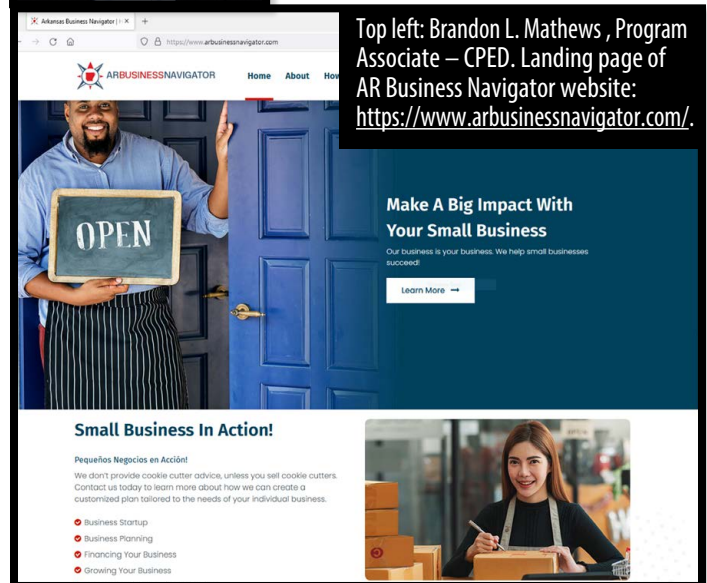 Arkansas Business Navigator |
https://www.arbusinessnavigator.com
Top left: Brandon L. Mathews , Program
Associate – CPED. Landing page of
AR Business Navigator website:
https://www.arbusinessnavigator.com/.
ARBUSINESSNAVIGATOR
Home About How
OPEN
Make A Big Impact With
Your Small Business
Our business is your business. We help small businesses
succeed!
Learn More
Small Business In Action!
Pequeños Negocios en Acción!
We don't provide cookie cutter advice, unless you sell cookie cutters.
Contact us today to learn more about how we can create a
customized plan tailored to the needs of your individual business.
Business Startup
Business Planning
Financing Your Business
Growing Your Business